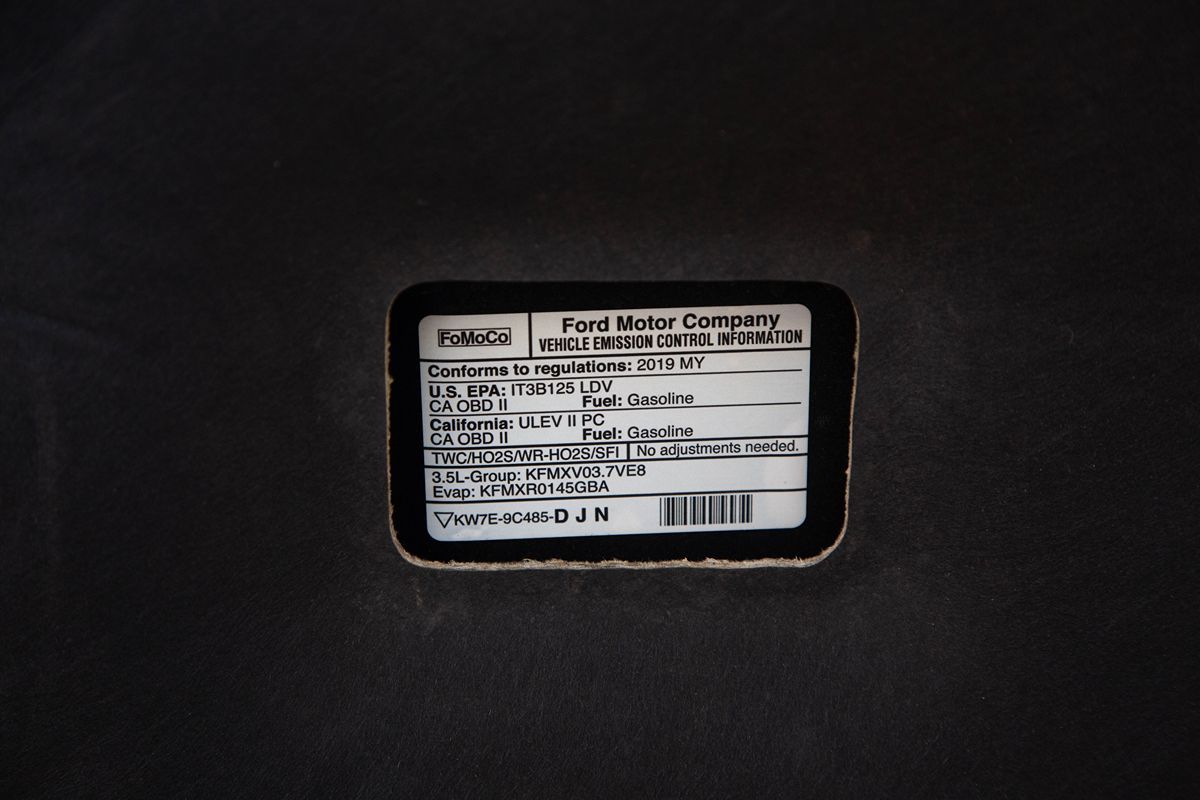 FoMoCo
Ford Motor Company
VEHICLE EMISSION CONTROL INFORMATION
Conforms to regulations: 2019 MY
U.S. EPA: IT3B125 LDV
CA OBD II Fuel: Gasoline
California: ULEV II PC
CA OBD II Fuel: Gasoline
TWC/HO2S/WR-HO2S/SFI No adjustments needed.
3.5L-Group: KFMXV03.7VE8
Evap: KFMXR0145GBA
KW7E-9C485-D J N